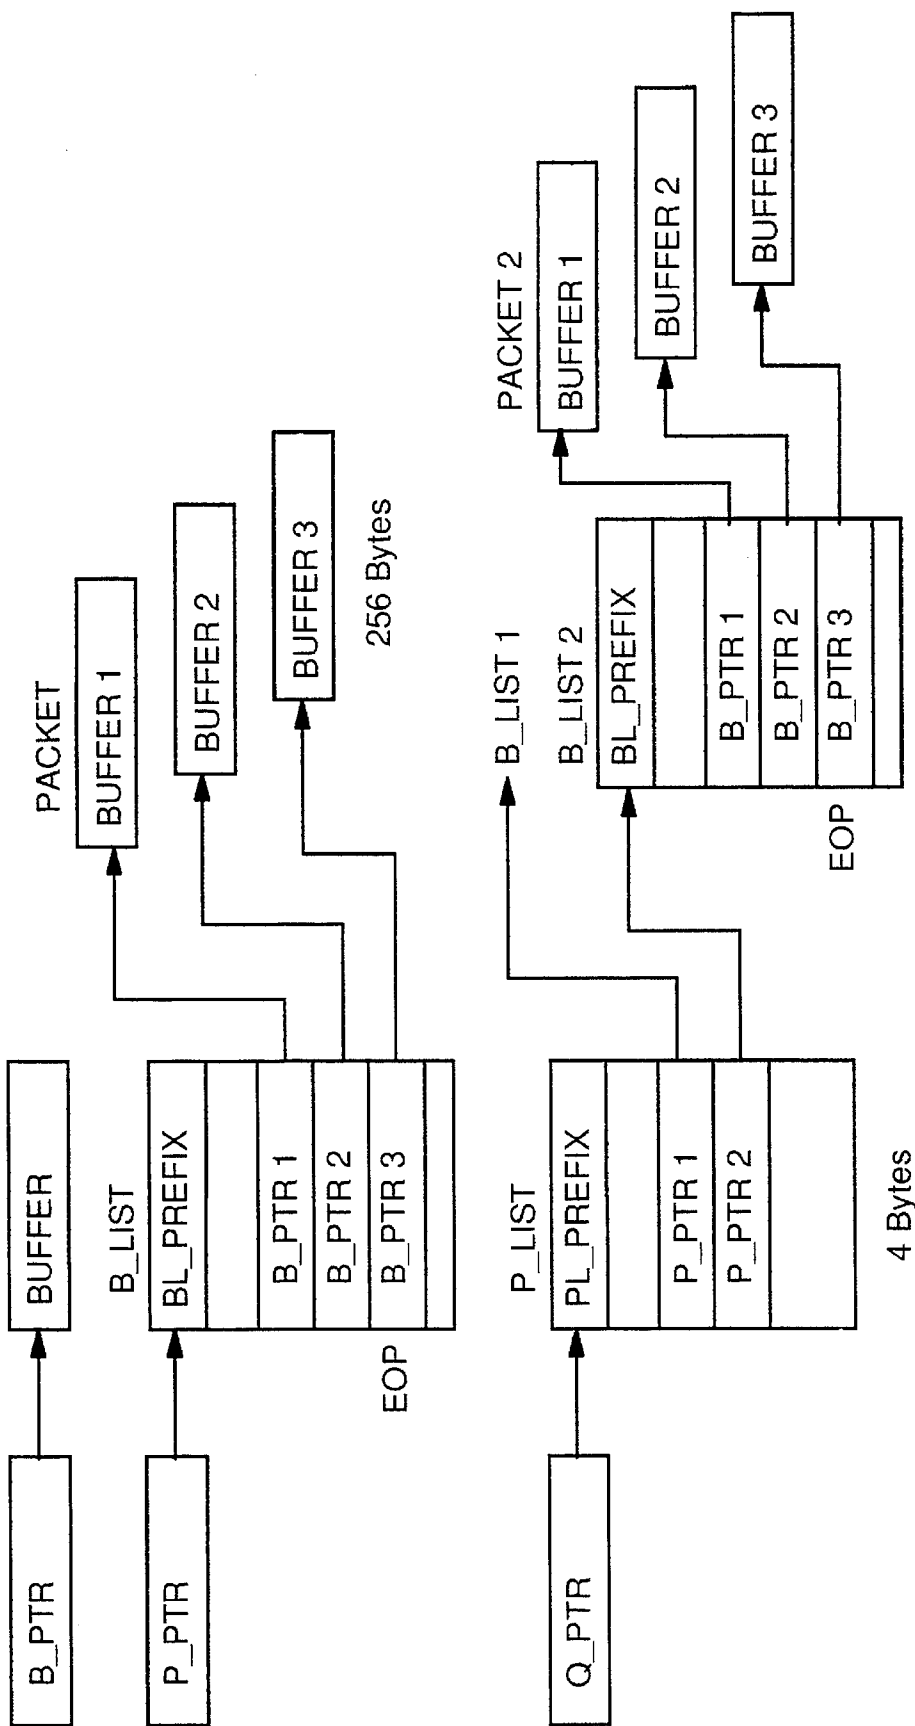 B_PTR
BUFFER
P_PTR
B_LIST
BL_PREFIX
B_PTR 1
B_PTR 2
B_PTR 3
EOP
PACKET
BUFFER 1
BUFFER 2
BUFFER 3
256 Bytes
Q_PTR
P_LIST
PL_PREFIX
P_PTR 1
P_PTR 2
4 Bytes
B_LIST 1
B_LIST 2
BL_PREFIX
B_PTR 1
B_PTR 2
B_PTR 3
EOP
PACKET 2
BUFFER 1
BUFFER 2
BUFFER 3